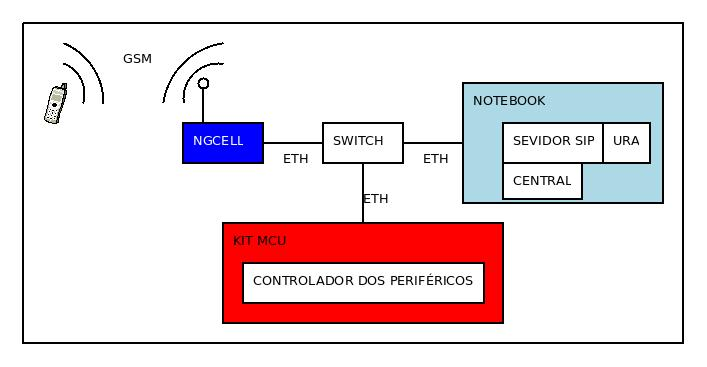 GSM
NOTEBOOK
NGCELL
SWITCH
SEVIDOR SIP
URA
ETH
ETH
CENTRAL
ETH
KIT MCU
CONTROLADOR DOS PERIFÉRICOS